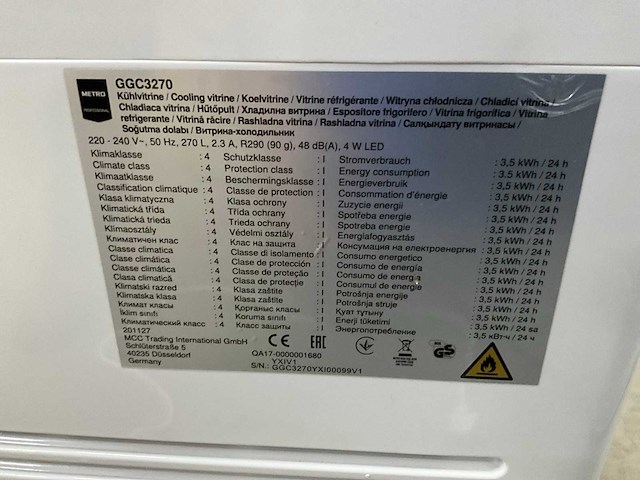 METRO
PROFESSIONAL
GGC3270
Kühlvitrine / Cooling vitrine / Koelvitrine / Vitrine réfrigérante / Witryna chłodnicza / Chladicí vitrína /
Chladiaca vitrína / Hűtőpult / Хладилна витрина / Espositore frigorifero / Vitrina frigorífica / Vitrine
refrigerante / Vitrină răcire / Rashladna vitrina / Rashladna vitrina / Салқындату витринасы /
Soğutma dolabı / Витрина-холодильник
220 - 240 V~, 50 Hz, 270 L, 2.3 A, R290 (90 g), 48 dB(A), 4 W LED
Klimaklasse : 4 Schutzklasse : I Stromverbrauch : 3,5 kWh / 24 h
Climate class : 4 Protection class : I Energy consumption : 3.5 kWh / 24 h
Klimaatklasse : 4 Beschermingsklasse : I Energieverbruik : 3,5 kWh / 24 h
Classification climatique : 4 Classe de protection : I Consommation d'énergie : 3,5 kWh / 24 h
Klasa klimatyczna : 4 Klasa ochrony : I Zużycie energii : 3,5 kWh / 24 h
Klimatická třída : 4 Třída ochrany : I Spotřeba energie : 3,5 kWh / 24 h
Klimatická trieda : 4 Trieda ochrany : I Spotreba energie : 3,5 kWh / 24 h
Klímaosztály : 4 Védelmi osztály : I Energiafogyasztás : 3,5 kWh / 24 h
Климатичен клас : 4 Клас на защита : I Консумация на електроенергия : 3,5 kWh / 24 h
Classe climatica : 4 Classe di isolamento : I Consumo energetico : 3,5 kWh / 24 h
Clase climática : 4 Clase de protección : I Consumo de energía : 3,5 kWh / 24 h
Classe climática : 4 Classe de proteção : I Consumo de energia : 3,5 kWh / 24 h
Clasa climatică : 4 Clasa de protecție : I Consumul de energie : 3,5 kWh / 24 h
Klimatski razred : 4 Klasa zaštite : I Potrošnja energije : 3,5 kWh / 24 h
Klimatska klasa : 4 Klasa zaštite : I Potrošnja struje : 3,5 kWh / 24 h
Климат класы : 4 Қорғаныс класы : I Қуат тұтыну : 3,5 kWh / 24 h
İklim sınıfı : 4 Koruma sınıfı : I Enerji tüketimi : 3,5 kWh / 24 sa
Климатический класс : 4 Класс защиты : I Энергопотребление : 3,5 кВт·ч / 24 ч
201127
MCC Trading International GmbH
Schlüterstraße 5
40235 Düsseldorf
Germany
CE
EAC
QA17-0000001680
YXIV1
S/N.: GGC3270YXI00099V1
GS